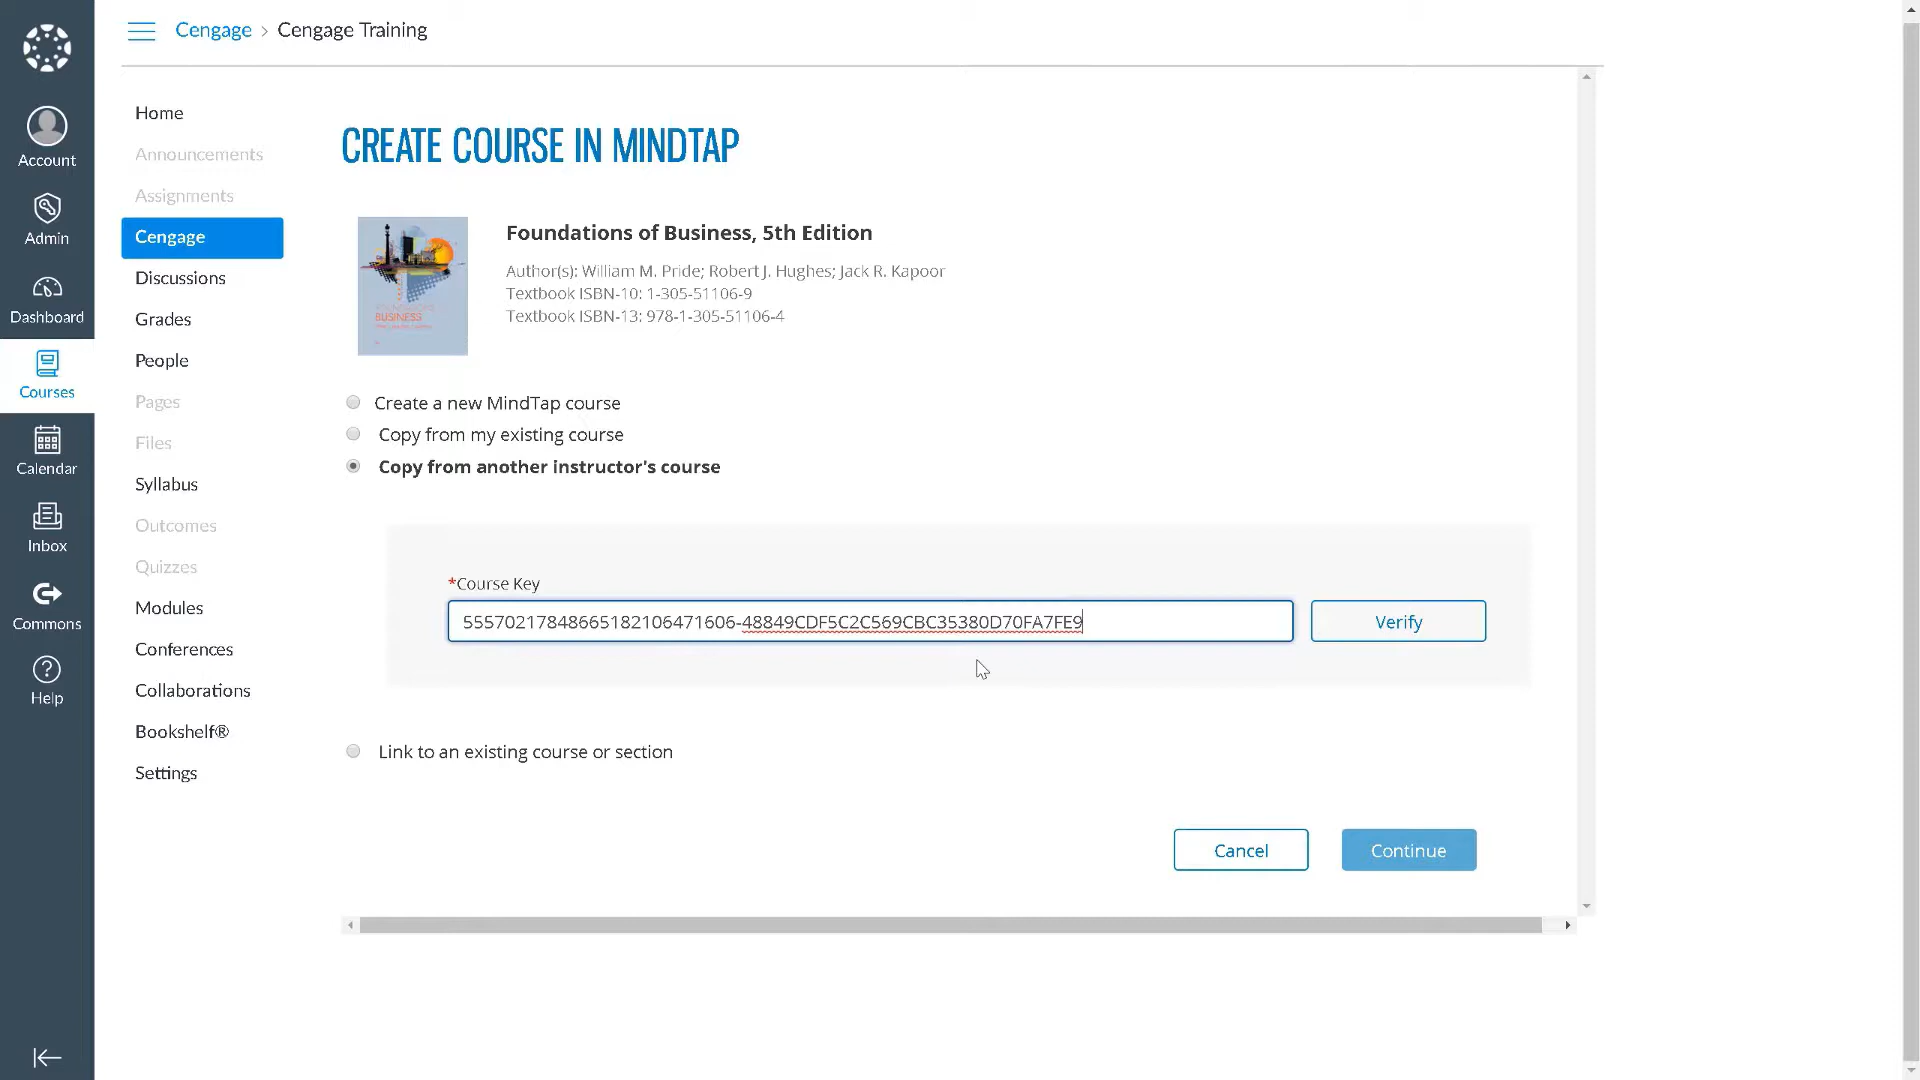 Cengage > Cengage Training
Account
Admin
Dashboard
Courses
Calendar
Inbox
Commons
Help
Home
Announcements
Assignments
Cengage
Discussions
Grades
People
Pages
Files
Syllabus
Outcomes
Quizzes
Modules
Conferences
Collaborations
Bookshelf®
Settings
CREATE COURSE IN MINDTAP
BUSINESS
Foundations of Business, 5th Edition
Author(s): William M. Pride; Robert J. Hughes; Jack R. Kapoor
Textbook ISBN-10: 1-305-51106-9
Textbook ISBN-13: 978-1-305-51106-4
Create a new MindTap course
Copy from my existing course
Copy from another instructor's course
*Course Key
55570217848665182106471606-48849CDF5C2C569CBC35380D70FA7FE9
Verify
Link to an existing course or section
Cancel
Continue